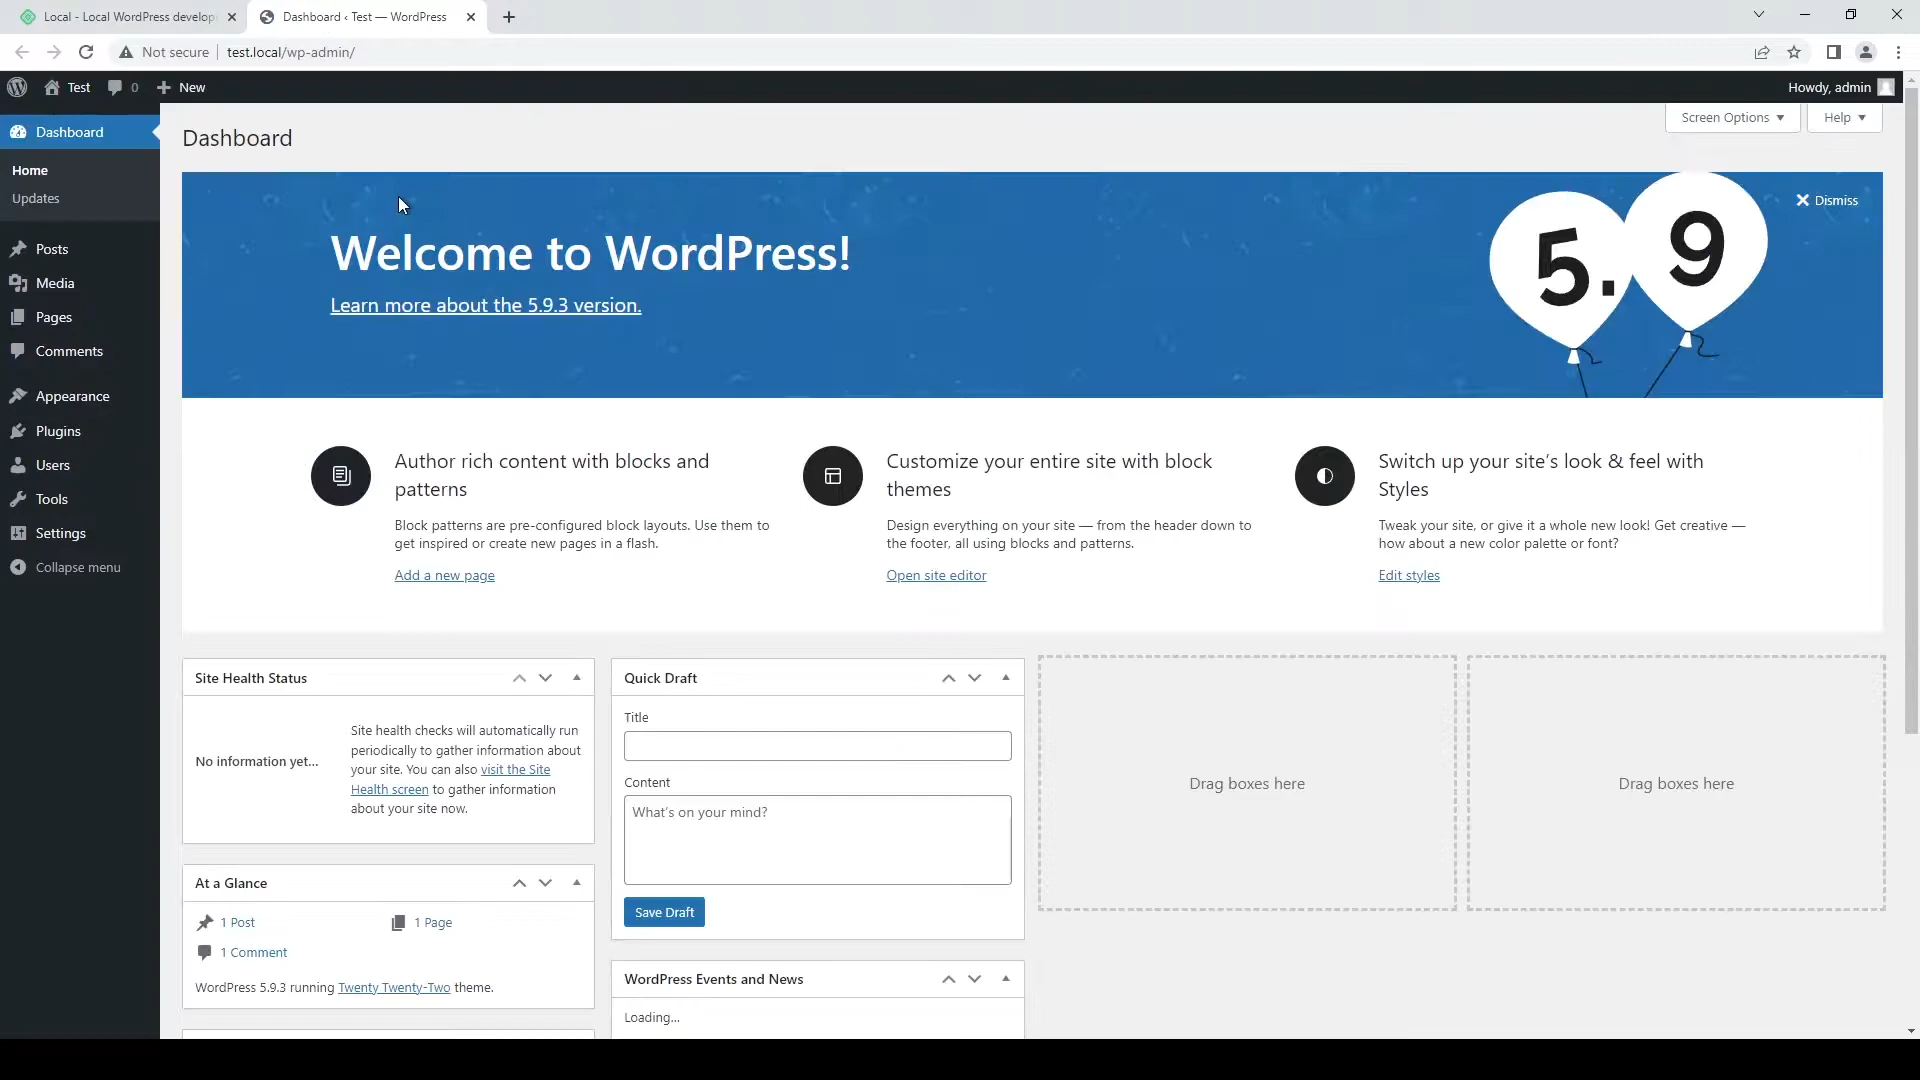 Local - Local WordPress develop
Dashboard ‹ Test — WordPress
Not secure
test.local/wp-admin/
Test
0
New
Howdy, admin
Dashboard
Home
Updates
Posts
Media
Pages
Comments
Appearance
Plugins
Users
Tools
Settings
Collapse menu
Dashboard
Screen Options
Help
Welcome to WordPress!
Learn more about the 5.9.3 version.
5.9
Dismiss
Author rich content with blocks and
patterns
Block patterns are pre-configured block layouts. Use them to
get inspired or create new pages in a flash.
Add a new page
Customize your entire site with block
themes
Design everything on your site — from the header down to
the footer, all using blocks and patterns.
Open site editor
Switch up your site’s look & feel with
Styles
Tweak your site, or give it a whole new look! Get creative —
how about a new color palette or font?
Edit styles
Site Health Status
No information yet…
Site health checks will automatically run
periodically to gather information about
your site. You can also visit the Site
Health screen to gather information
about your site now.
At a Glance
1 Post
1 Page
1 Comment
WordPress 5.9.3 running Twenty Twenty-Two theme.
Quick Draft
Title
Content
What’s on your mind?
Save Draft
WordPress Events and News
Loading…
Drag boxes here
Drag boxes here